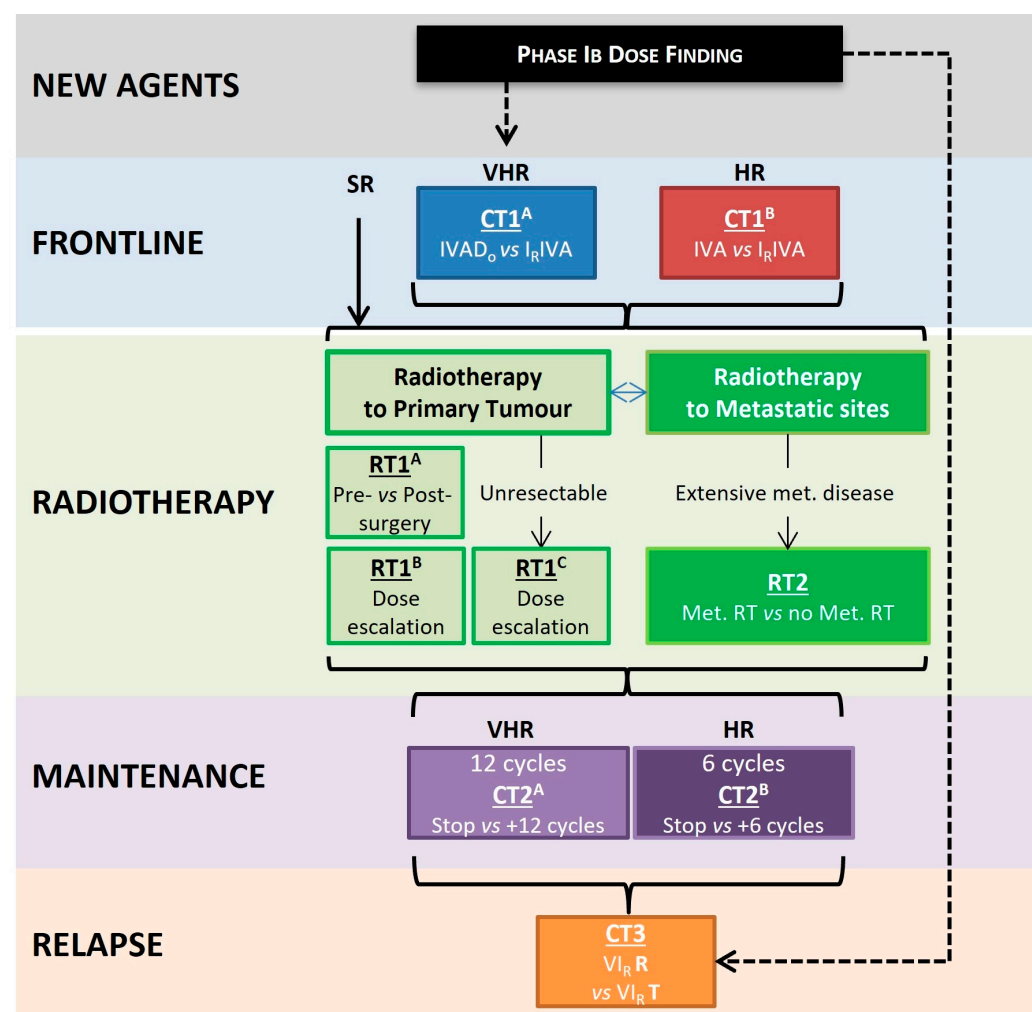 NEW AGENTS
PHASE IB DOSE FINDING
FRONTLINE
SR
VHR
CT1A
IVADo vs IRIVA
HR
CT1B
IVA vs IRIVA
RADIOTHERAPY
Radiotherapy
to Primary Tumour
Radiotherapy
to Metastatic sites
RT1A
Pre- vs Post-
surgery
Unresectable
Extensive met. disease
RT1B
Dose
escalation
RT1C
Dose
escalation
RT2
Met. RT vs no Met. RT
MAINTENANCE
VHR
12 cycles
CT2A
Stop vs +12 cycles
HR
6 cycles
CT2B
Stop vs +6 cycles
RELAPSE
CT3
VIR R
vs VIR T